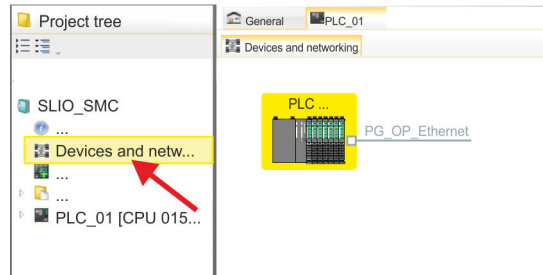 Project tree
General
PLC_01
Devices and networking
SLIO_SMC
...
Devices and netw...
...
...
PLC_01 [CPU 015...
PLC ...
PG_OP_Ethernet